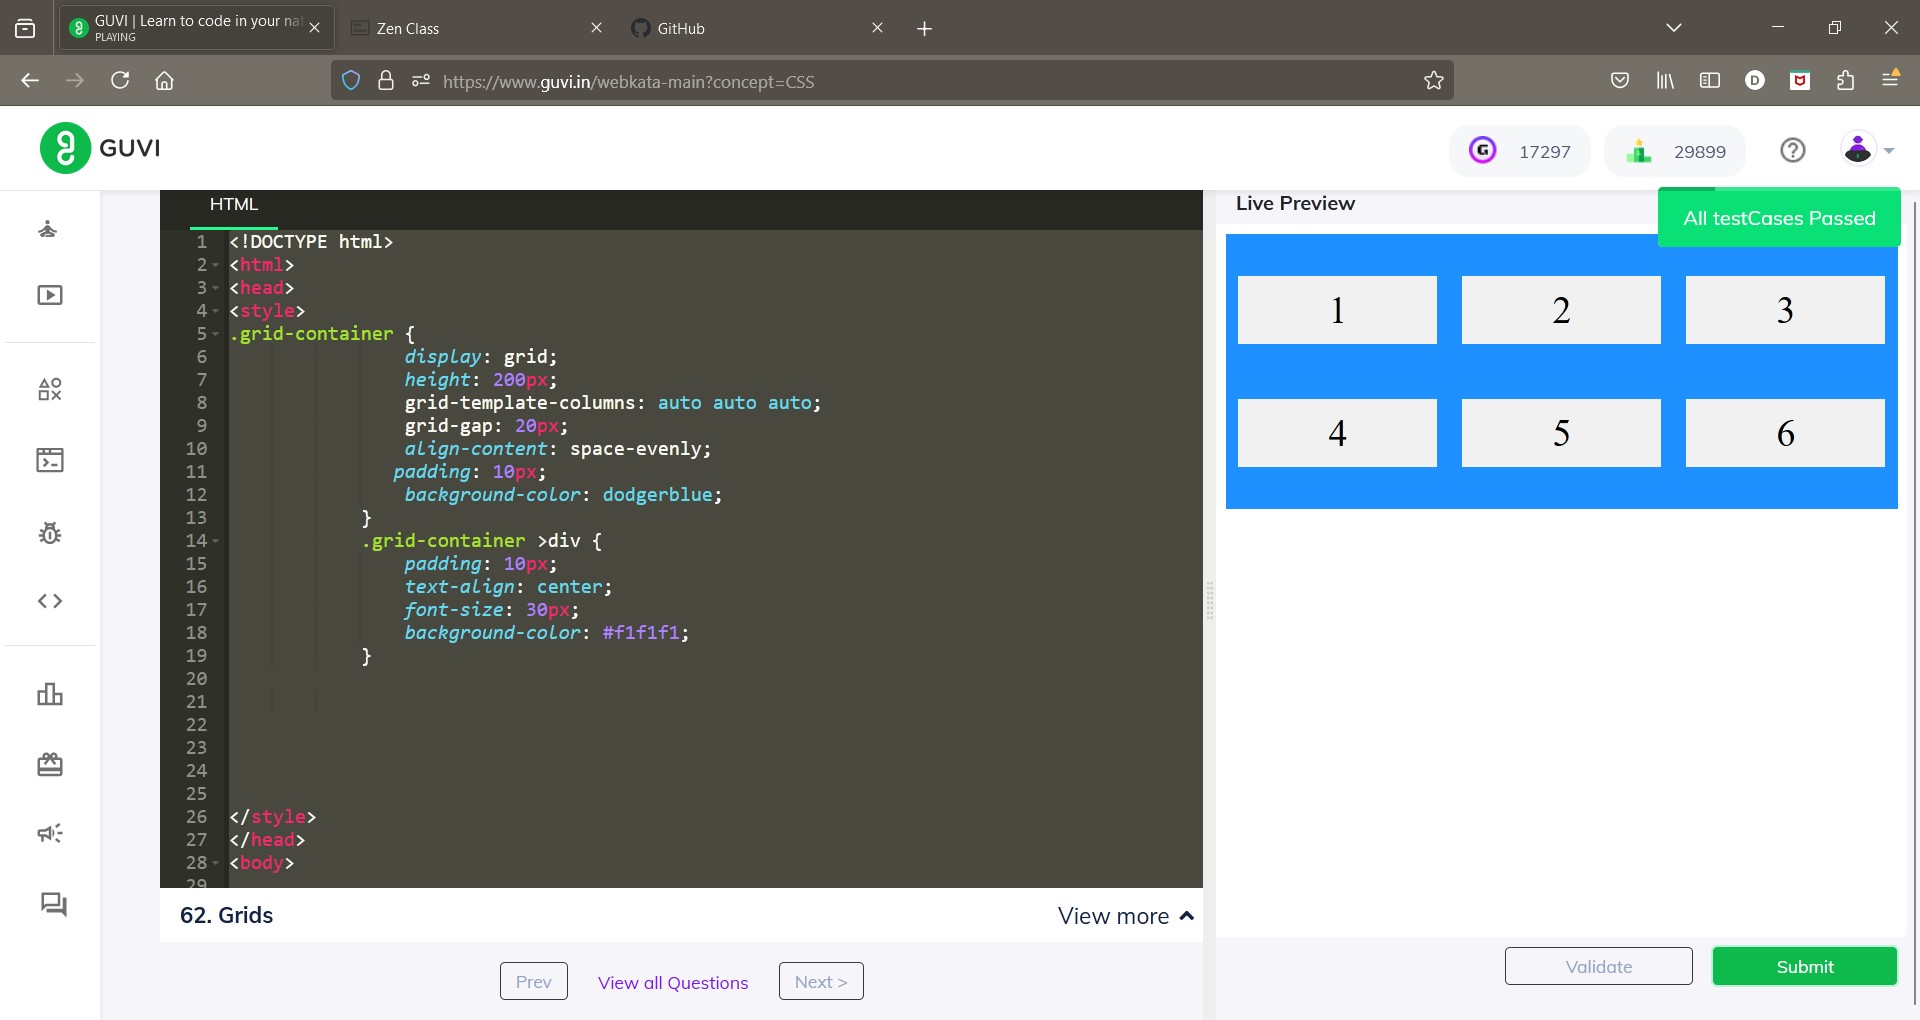 GUVI | Learn to code in your nat
PLAYING
Zen Class
GitHub
https://www.guvi.in/webkata-main?concept=CSS
D
GUVI
G
17297
29899
HTML
Live Preview
All testCases Passed
1 <!DOCTYPE html>
2 <html>
3 <head>
4 <style>
5 .grid-container {
6 display: grid;
7 height: 200px;
8 grid-template-columns: auto auto auto;
9 grid-gap: 20px;
10 align-content: space-evenly;
11 padding: 10px;
12 background-color: dodgerblue;
13 }
14 .grid-container >div {
15 padding: 10px;
16 text-align: center;
17 font-size: 30px;
18 background-color: #f1f1f1;
19 }
20
21
22
23
24
25
26 </style>
27 </head>
28 <body>
29
1 2 3
4 5 6
62. Grids
View more
Prev
View all Questions
Next >
Validate
Submit